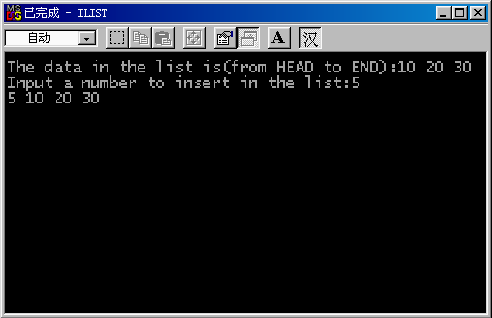 已完成 - ILIST
自动
A 汉
The data in the list is(from HEAD to END):10 20 30
Input a number to insert in the list:5
5 10 20 30